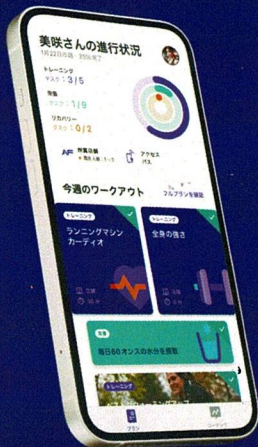 美咲さんの進行状況
トレーニング
タスク：3/5
栄養
タスク：1/9
リカバリー
タスク：0/2
AF
所属店舗
アクセス
パス
今週のワークアウト
フルプランを確認
トレーニング
ランニングマシン
カーディオ
トレーニング
全身の強さ
栄養
毎日60オンスの水分を摂取
トレーニング
プラン